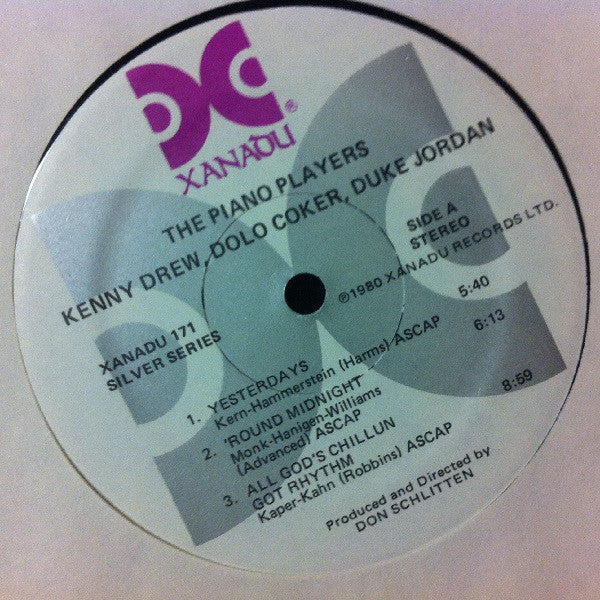 XANADU®
THE PIANO PLAYERS
KENNY DREW, DOLO COKER, DUKE JORDAN
SIDE A
STEREO
℗1980 XANADU RECORDS LTD.
XANADU 171
SILVER SERIES
1. YESTERDAYS 5:40
Kern-Hammerstein (Harms) ASCAP
2. 'ROUND MIDNIGHT 6:13
Monk-Hanigen-Williams
(Advanced) ASCAP
3. ALL GOD'S CHILLUN 8:59
GOT RHYTHM
Kaper-Kahn (Robbins) ASCAP
Produced and Directed by
DON SCHLITTEN